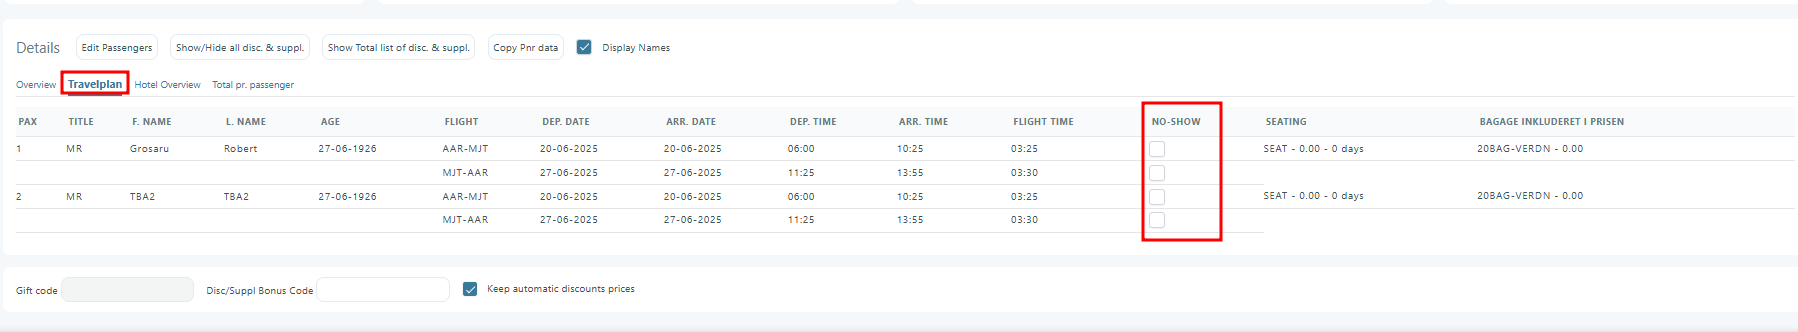 Details Edit Passengers Show/Hide all disc. & suppl. Show Total list of disc. & suppl. Copy Pnr data Display Names
Overview Travelplan Hotel Overview Total pr. passenger
PAX TITLE F. NAME L. NAME AGE FLIGHT DEP. DATE ARR. DATE DEP. TIME ARR. TIME FLIGHT TIME NO-SHOW SEATING BAGAGE INKLUDERET I PRISEN
1 MR Grosaru Robert 27-06-1926 AAR-MJT 20-06-2025 20-06-2025 06:00 10:25 03:25 SEAT - 0.00 - 0 days 20BAG-VERDN - 0.00
MJT-AAR 27-06-2025 27-06-2025 11:25 13:55 03:30
2 MR TBA2 TBA2 27-06-1926 AAR-MJT 20-06-2025 20-06-2025 06:00 10:25 03:25 SEAT - 0.00 - 0 days 20BAG-VERDN - 0.00
MJT-AAR 27-06-2025 27-06-2025 11:25 13:55 03:30
Gift code Disc/Suppl Bonus Code Keep automatic discounts prices